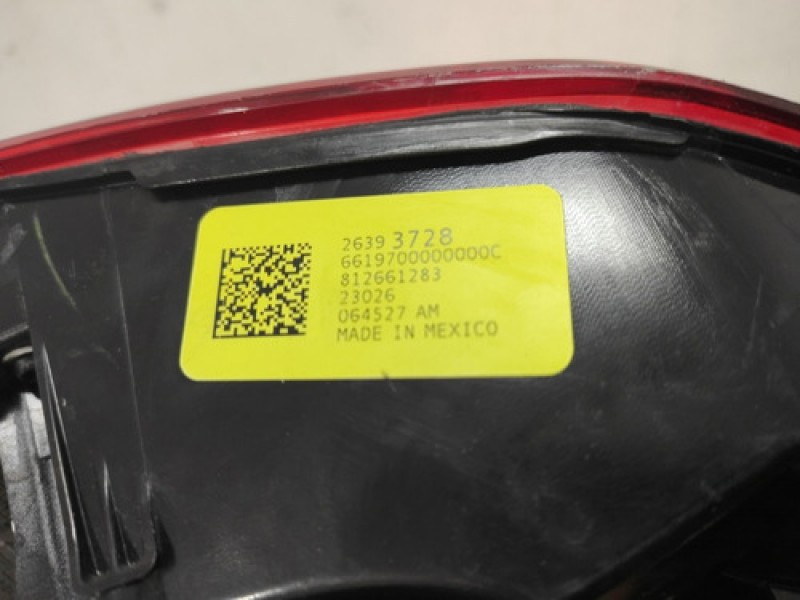 2639 3728
6619700000000C
812661283
23026
064527 AM
MADE IN MEXICO